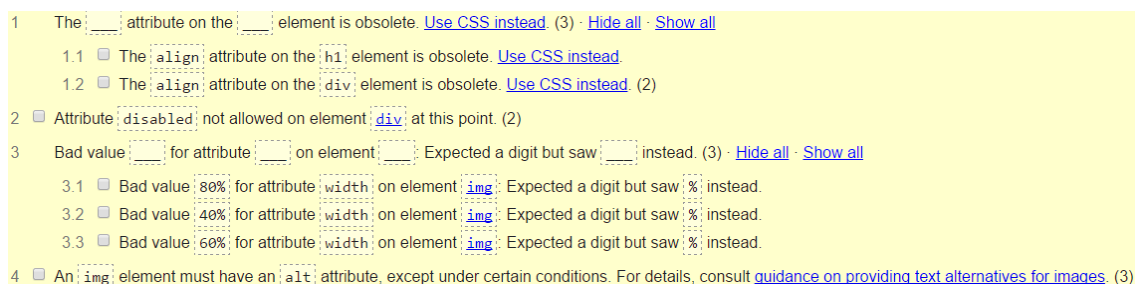 1 The ___ attribute on the ___ element is obsolete. Use CSS instead. (3) · Hide all · Show all
1.1 The align attribute on the h1 element is obsolete. Use CSS instead.
1.2 The align attribute on the div element is obsolete. Use CSS instead. (2)
2 Attribute disabled not allowed on element div at this point. (2)
3 Bad value ___ for attribute ___ on element ___: Expected a digit but saw ___ instead. (3) · Hide all · Show all
3.1 Bad value 80% for attribute width on element img: Expected a digit but saw % instead.
3.2 Bad value 40% for attribute width on element img: Expected a digit but saw % instead.
3.3 Bad value 60% for attribute width on element img: Expected a digit but saw % instead.
4 An img element must have an alt attribute, except under certain conditions. For details, consult guidance on providing text alternatives for images. (3)